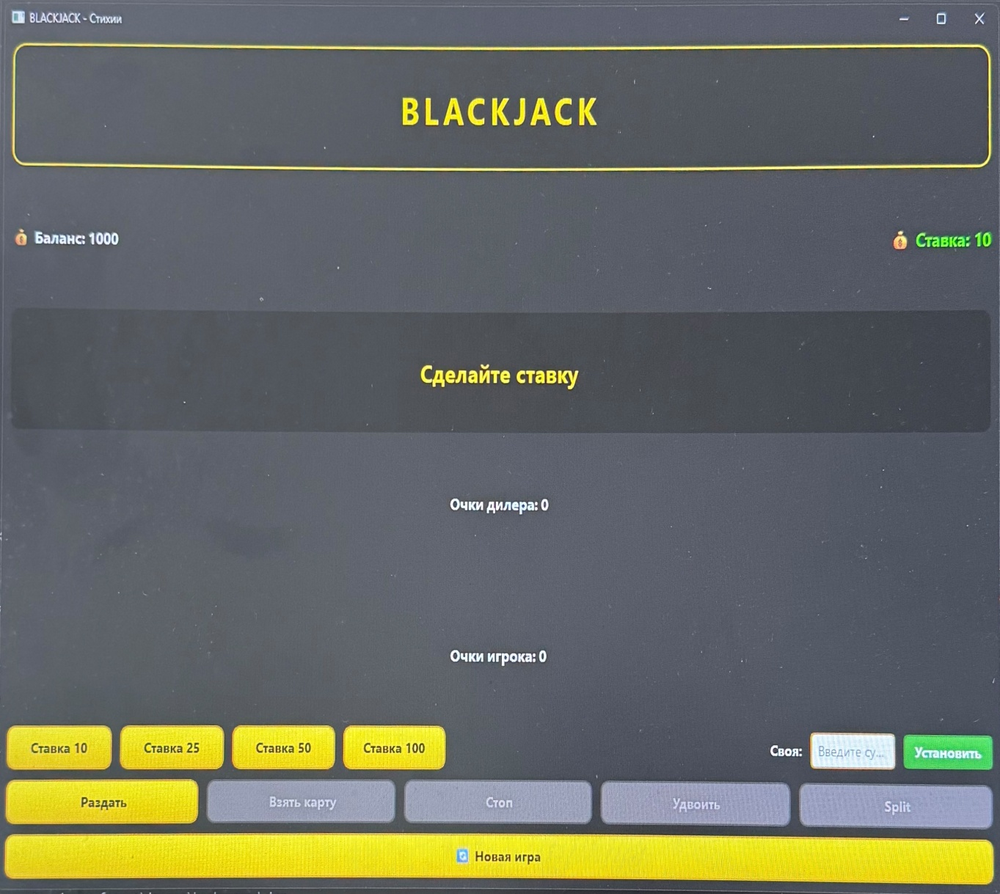 BLACKJACK - Стихии
BLACKJACK
Баланс: 1000
Ставка: 10
Сделайте ставку
Очки дилера: 0
Очки игрока: 0
Ставка 10
Ставка 25
Ставка 50
Ставка 100
Своя:
Введите су...
Установить
Раздать
Взять карту
Стоп
Удвоить
Split
Новая игра